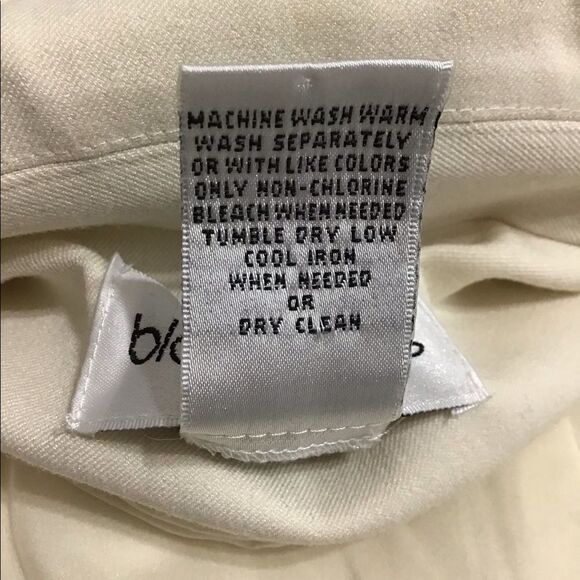 MACHINE WASH WARM
WASH SEPARATELY
OR WITH LIKE COLORS
ONLY NON-CHLORINE
BLEACH WHEN NEEDED
TUMBLE DRY LOW
COOL IRON
WHEN NEEDED
OR
DRY CLEAN